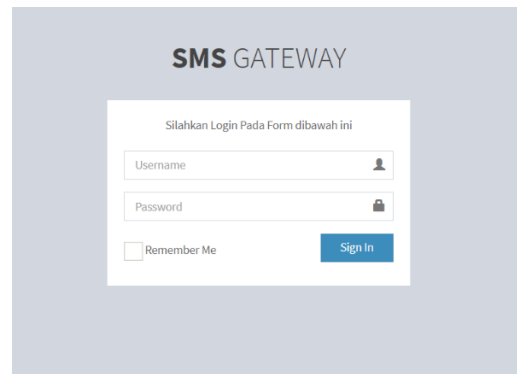 SMS GATEWAY
Silahkan Login Pada Form dibawah ini
Username
Password
Remember Me
Sign In